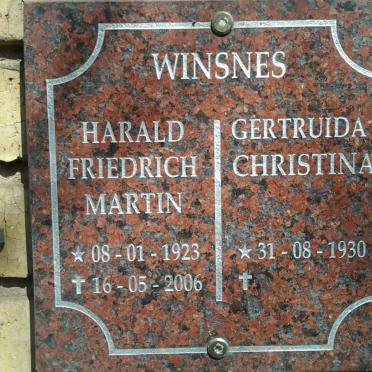 WINSNES
HARALD
FRIEDRICH
MARTIN
★ 08 - 01 - 1923
✝ 16 - 05 - 2006
GERTRUIDA
CHRISTINA
★ 31 - 08 - 1930
✝